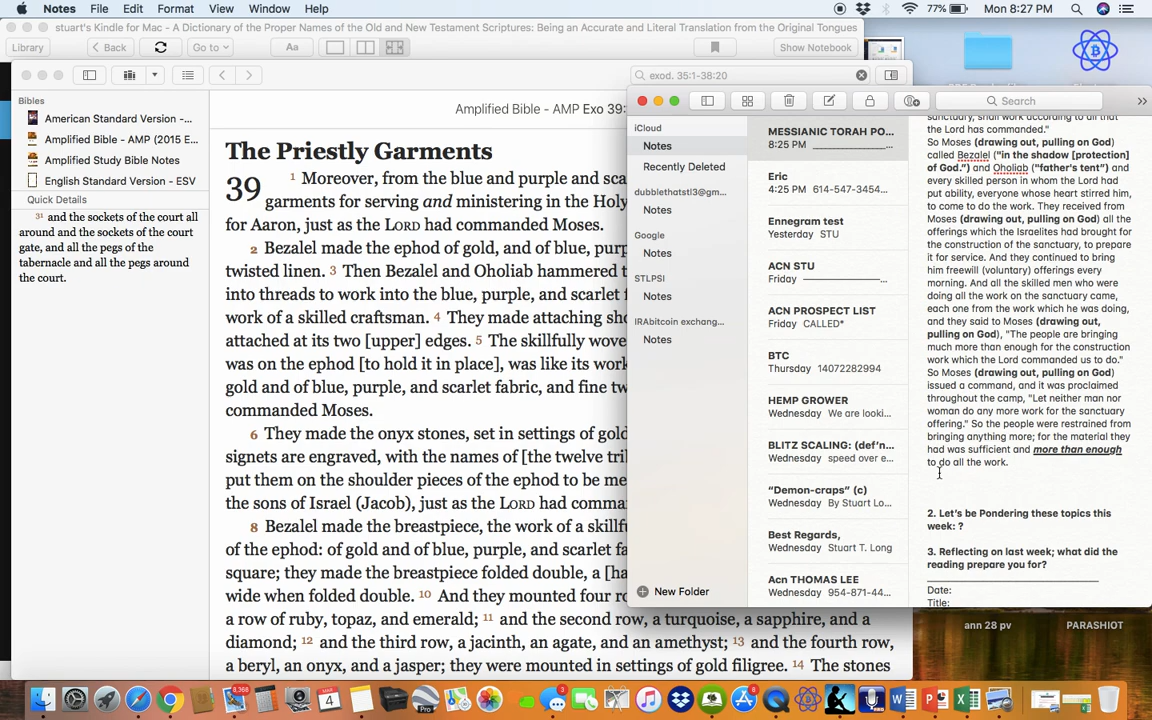 Notes File Edit Format View Window Help 77% Mon 8:27 PM
stuart's Kindle for Mac - A Dictionary of the Proper Names of the Old and New Testament Scriptures: Being an Accurate and Literal Translation from the Original Tongues
Library Back Go to Aa Show Notebook
exod. 35:1-38:20
Bibles
American Standard Version -...
Amplified Bible - AMP (2015 E...
Amplified Study Bible Notes
English Standard Version - ESV
Quick Details
31 and the sockets of the court all
around and the sockets of the court
gate, and all the pegs of the
tabernacle and all the pegs around
the court.
Amplified Bible - AMP Exo 39:
The Priestly Garments
39 1 Moreover, from the blue and purple and sca
garments for serving and ministering in the Holy
for Aaron, just as the LORD had commanded Moses.
2 Bezalel made the ephod of gold, and of blue, purp
twisted linen. 3 Then Bezalel and Oholiab hammered t
into threads to work into the blue, purple, and scarlet f
work of a skilled craftsman. 4 They made attaching sho
attached at its two [upper] edges. 5 The skillfully wove
was on the ephod [to hold it in place], was like its work
gold and of blue, purple, and scarlet fabric, and fine tw
commanded Moses.
6 They made the onyx stones, set in settings of gold
signets are engraved, with the names of [the twelve tri
put them on the shoulder pieces of the ephod to be me
the sons of Israel (Jacob), just as the LORD had comma
8 Bezalel made the breastpiece, the work of a skillfu
of the ephod: of gold and of blue, purple, and scarlet fa
square; they made the breastpiece folded double, a [ha
wide when folded double. 10 And they mounted four ro
a row of ruby, topaz, and emerald; 11 and the second row, a turquoise, a sapphire, and a
diamond; 12 and the third row, a jacinth, an agate, and an amethyst; 13 and the fourth row,
a beryl, an onyx, and a jasper; they were mounted in settings of gold filigree. 14 The stones
Search
iCloud
Notes
Recently Deleted
dubblethatstl3@gm...
Notes
Google
Notes
STLPSI
Notes
IRAbitcoin exchang...
Notes
New Folder
MESSIANIC TORAH PO...
8:25 PM ...
Eric
4:25 PM 614-547-3454...
Ennegram test
Yesterday STU
ACN STU
Friday ...
ACN PROSPECT LIST
Friday CALLED*
BTC
Thursday 14072282994
HEMP GROWER
Wednesday We are looki...
BLITZ SCALING: (def'n...
Wednesday speed over e...
“Demon-craps” (c)
Wednesday By Stuart Lo...
Best Regards,
Wednesday Stuart T. Long
Acn THOMAS LEE
Wednesday 954-871-44...
sanctuary, shall work according to all that
the Lord has commanded."
So Moses (drawing out, pulling on God)
called Bezalel ("in the shadow [protection]
of God.") and Oholiab ("father's tent") and
every skilled person in whom the Lord had
put ability, everyone whose heart stirred him,
to come to do the work. They received from
Moses (drawing out, pulling on God) all the
offerings which the Israelites had brought for
the construction of the sanctuary, to prepare
it for service. And they continued to bring
him freewill (voluntary) offerings every
morning. And all the skilled men who were
doing all the work on the sanctuary came,
each one from the work which he was doing,
and they said to Moses (drawing out,
pulling on God), "The people are bringing
much more than enough for the construction
work which the Lord commanded us to do."
So Moses (drawing out, pulling on God)
issued a command, and it was proclaimed
throughout the camp, "Let neither man nor
woman do any more work for the sanctuary
offering." So the people were restrained from
bringing anything more; for the material they
had was sufficient and more than enough
to do all the work.
2. Let's be Pondering these topics this
week: ?
3. Reflecting on last week; what did the
reading prepare you for?
Date:
Title:
ann 28 pv PARASHIOT
8,368 MAR 4 Pro 3 8